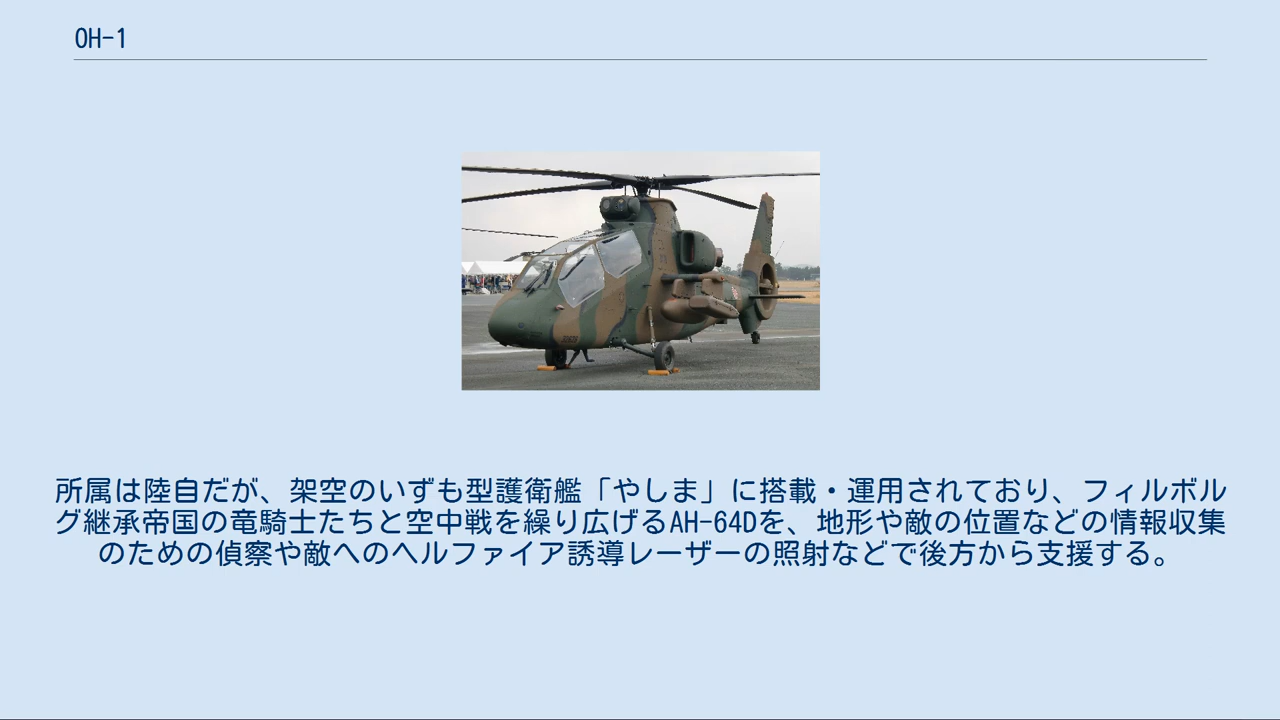 OH-1
所属は陸自だが、架空のいずも型護衛艦「やしま」に搭載・運用されており、フィルボル
グ継承帝国の竜騎士たちと空中戦を繰り広げるAH-64Dを、地形や敵の位置などの情報収集
のための偵察や敵へのヘルファイア誘導レーザーの照射などで後方から支援する。